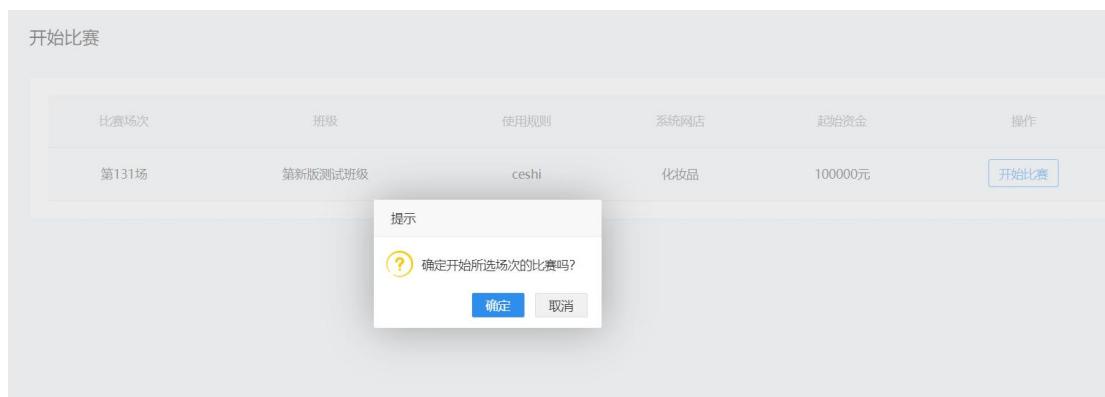 开始比赛
比赛场次 班级 使用规则 系统网店 起始资金 操作
第131场 第新版测试班级 ceshi 化妆品 100000元 开始比赛
提示
确定开始所选场次的比赛吗?
确定 取消